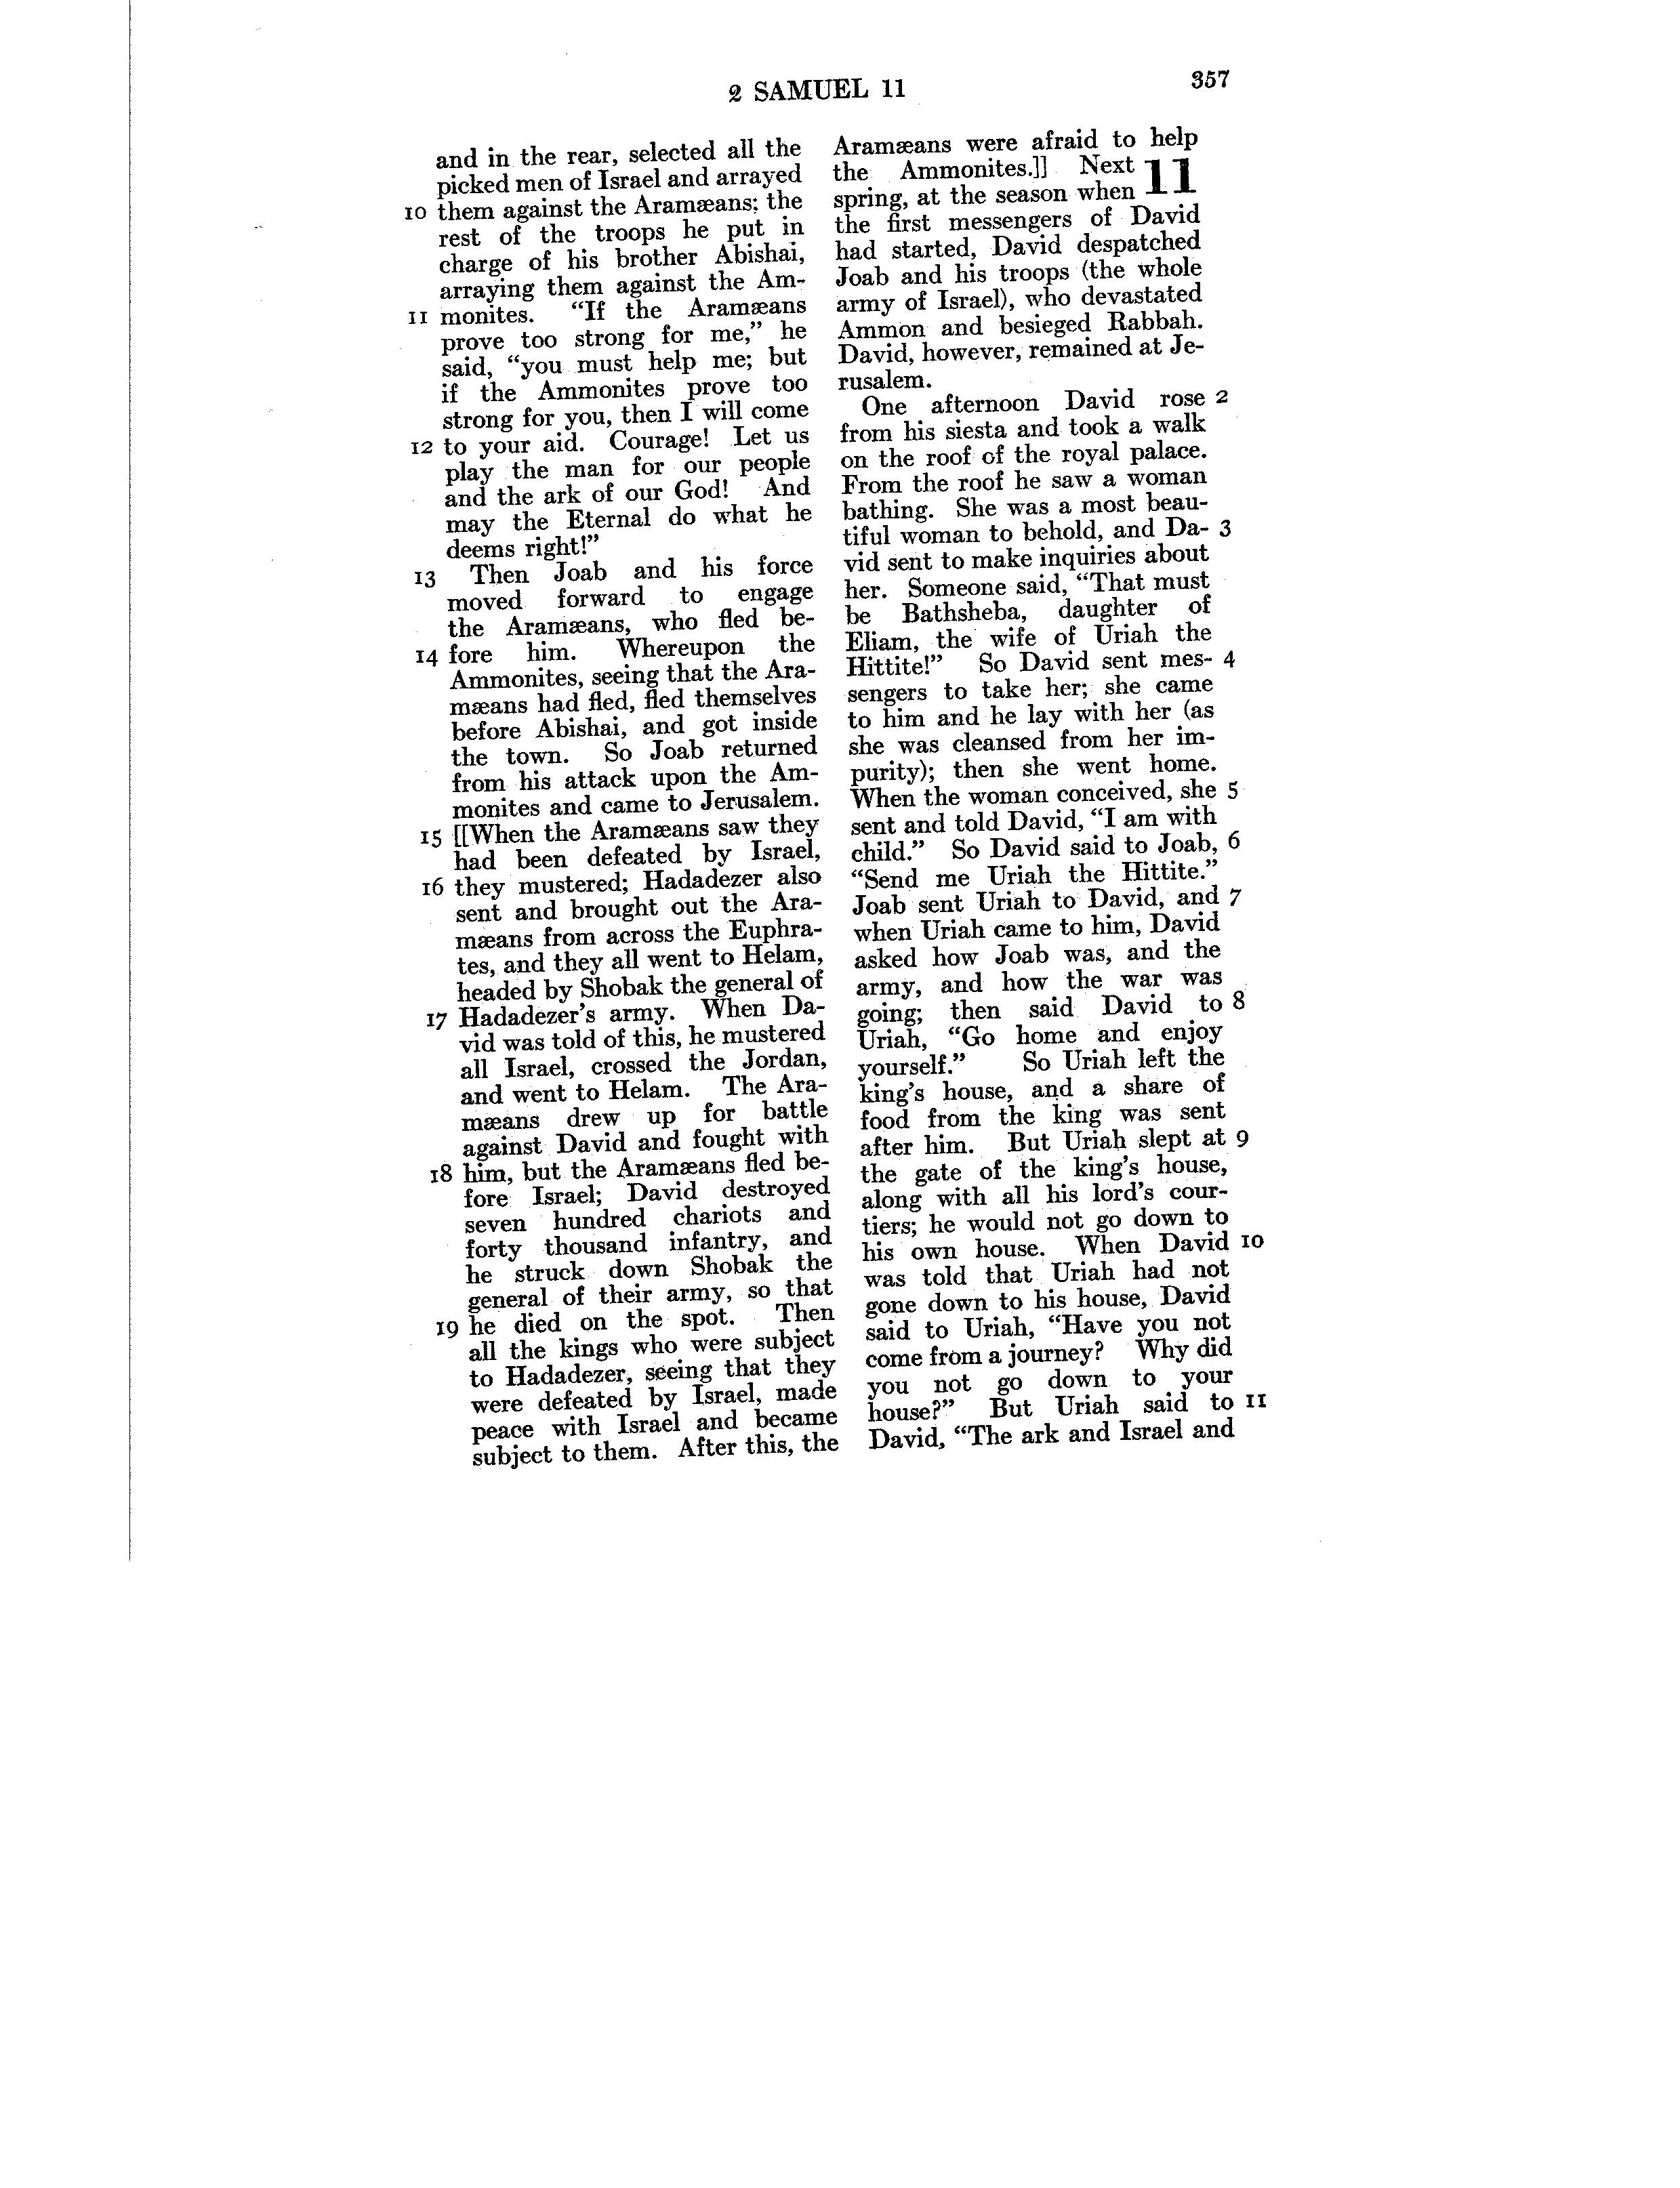 2 SAMUEL 11
357
and in the rear, selected all the
picked men of Israel and arrayed
10 them against the Aramæans; the
rest of the troops he put in
charge of his brother Abishai,
arraying them against the Am-
11 monites. “If the Aramæans
prove too strong for me,” he
said, “you must help me; but
if the Ammonites prove too
strong for you, then I will come
12 to your aid. Courage! Let us
play the man for our people
and the ark of our God! And
may the Eternal do what he
deems right!”
13 Then Joab and his force
moved forward to engage
the Aramæans, who fled be-
14 fore him. Whereupon the
Ammonites, seeing that the Ara-
mæans had fled, fled themselves
before Abishai, and got inside
the town. So Joab returned
from his attack upon the Am-
monites and came to Jerusalem.
15 [[When the Aramæans saw they
had been defeated by Israel,
16 they mustered; Hadadezer also
sent and brought out the Ara-
mæans from across the Euphra-
tes, and they all went to Helam,
headed by Shobak the general of
17 Hadadezer’s army. When Da-
vid was told of this, he mustered
all Israel, crossed the Jordan,
and went to Helam. The Ara-
mæans drew up for battle
against David and fought with
18 him, but the Aramæans fled be-
fore Israel; David destroyed
seven hundred chariots and
forty thousand infantry, and
he struck down Shobak the
general of their army, so that
19 he died on the spot. Then
all the kings who were subject
to Hadadezer, seeing that they
were defeated by Israel, made
peace with Israel and became
subject to them. After this, the
Aramæans were afraid to help
the Ammonites.]] Next 11
spring, at the season when
the first messengers of David
had started, David despatched
Joab and his troops (the whole
army of Israel), who devastated
Ammon and besieged Rabbah.
David, however, remained at Je-
rusalem.
One afternoon David rose 2
from his siesta and took a walk
on the roof of the royal palace.
From the roof he saw a woman
bathing. She was a most beau-
tiful woman to behold, and Da- 3
vid sent to make inquiries about
her. Someone said, “That must
be Bathsheba, daughter of
Eliam, the wife of Uriah the
Hittite!” So David sent mes- 4
sengers to take her; she came
to him and he lay with her (as
she was cleansed from her im-
purity); then she went home.
When the woman conceived, she 5
sent and told David, “I am with
child.” So David said to Joab, 6
“Send me Uriah the Hittite.”
Joab sent Uriah to David, and 7
when Uriah came to him, David
asked how Joab was, and the
army, and how the war was
going; then said David to 8
Uriah, “Go home and enjoy
yourself.” So Uriah left the
king’s house, and a share of
food from the king was sent
after him. But Uriah slept at 9
the gate of the king’s house,
along with all his lord’s cour-
tiers; he would not go down to
his own house. When David 10
was told that Uriah had not
gone down to his house, David
said to Uriah, “Have you not
come from a journey? Why did
you not go down to your
house?” But Uriah said to 11
David, “The ark and Israel and